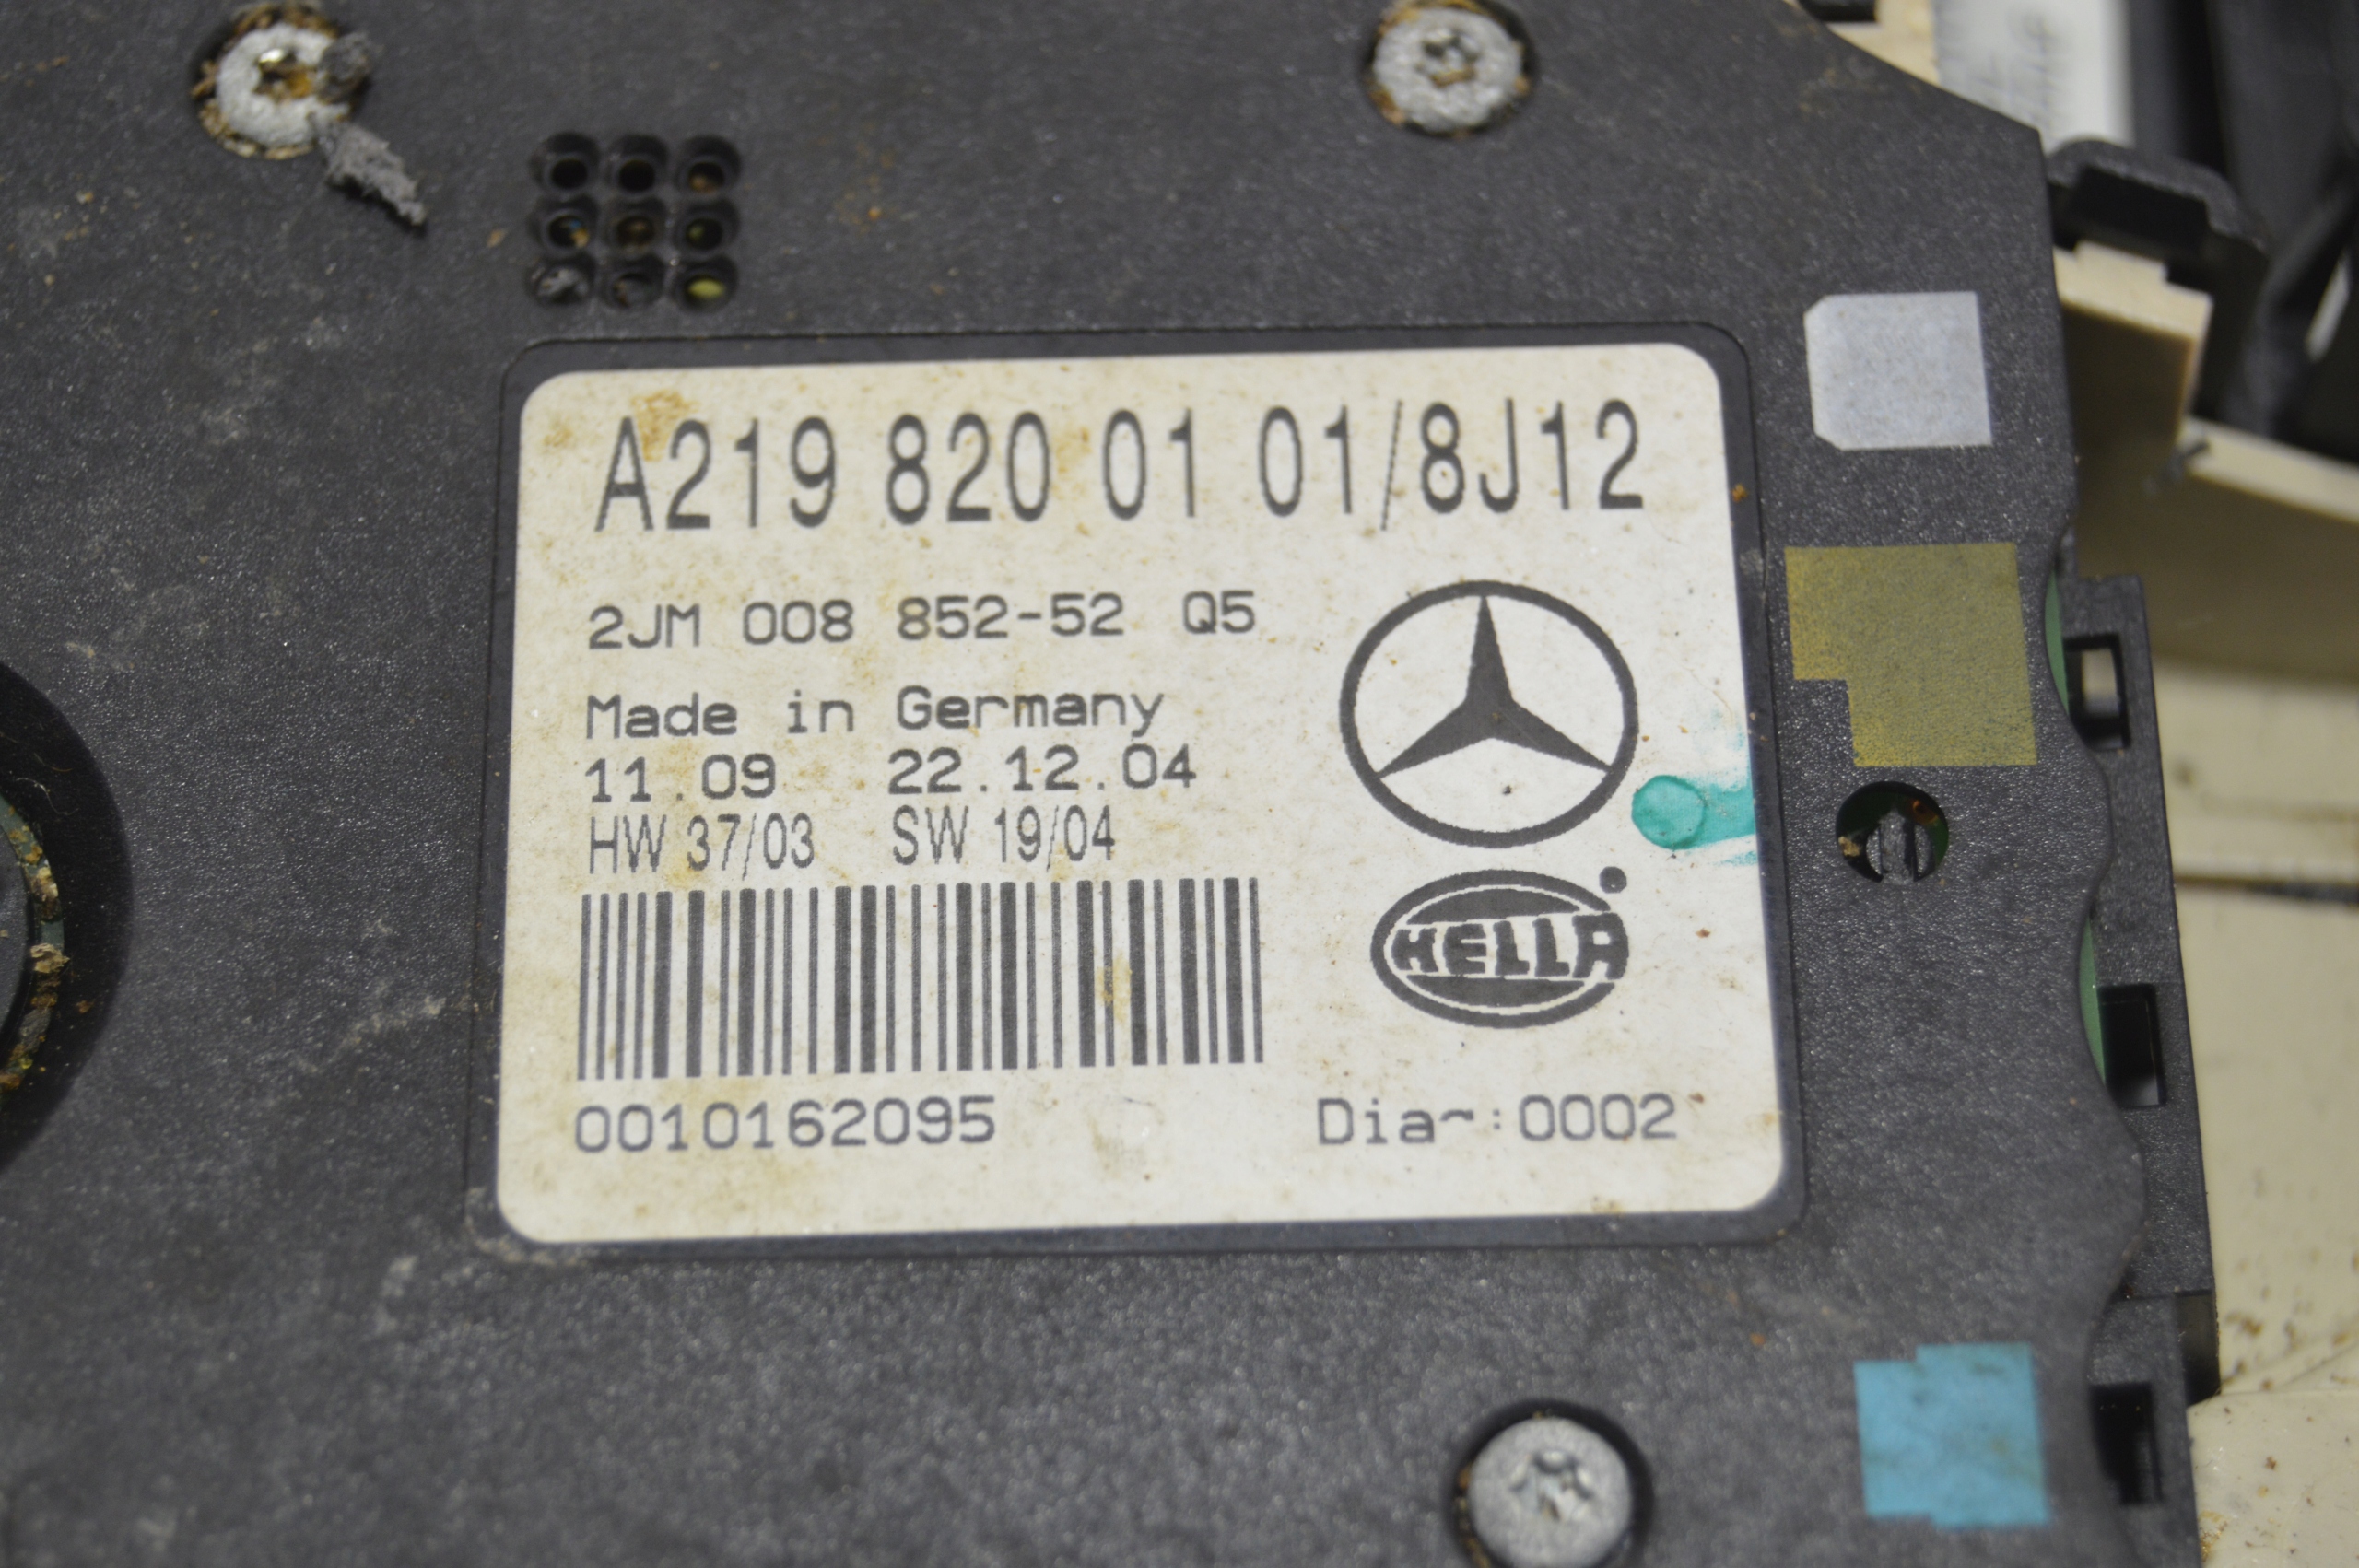 A219 820 01 01/8J12
2JM 008 852-52 Q5
Made in Germany
11.09 22.12.04
HW 37/03 SW 19/04
HELLA
0010162095
Dia~:0002